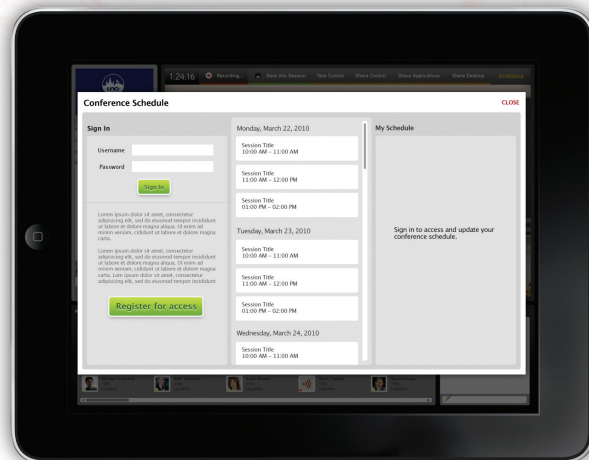 1:24:16
Recording...
Save this Session
Take Control
Share Control
Share Applications
Share Desktop
SCHEDULE
Conference Schedule
CLOSE
Sign In
Username
Password
Sign In
Lorem ipsum dolor sit amet, consectetur
adipisicing elit, sed do eiusmod tempor incididunt
ut labore et dolore magna aliqua. Ut enim ad
minim veniam, cididunt ut labore et dolore magna
carta.
Lorem ipsum dolor sit amet, consectetur
adipisicing elit, sed do eiusmod tempor incididunt
ut labore et dolore magna aliqua. Ut enim ad
minim veniam, cididunt ut labore et dolore magna
carta. Lom ipsum dolor sit amet, consectetur
adipisicing elit, sed do eiusmod tempor incididunt
Register for access
Monday, March 22, 2010
Session Title
10:00 AM – 11:00 AM
Session Title
11:00 AM – 12:00 PM
Session Title
01:00 PM – 02:00 PM
Tuesday, March 23, 2010
Session Title
10:00 AM – 11:00 AM
Session Title
11:00 AM – 12:00 PM
Session Title
01:00 PM – 02:00 PM
Wednesday, March 24, 2010
Session Title
10:00 AM – 11:00 AM
My Schedule
Sign in to access and update your
conference schedule.